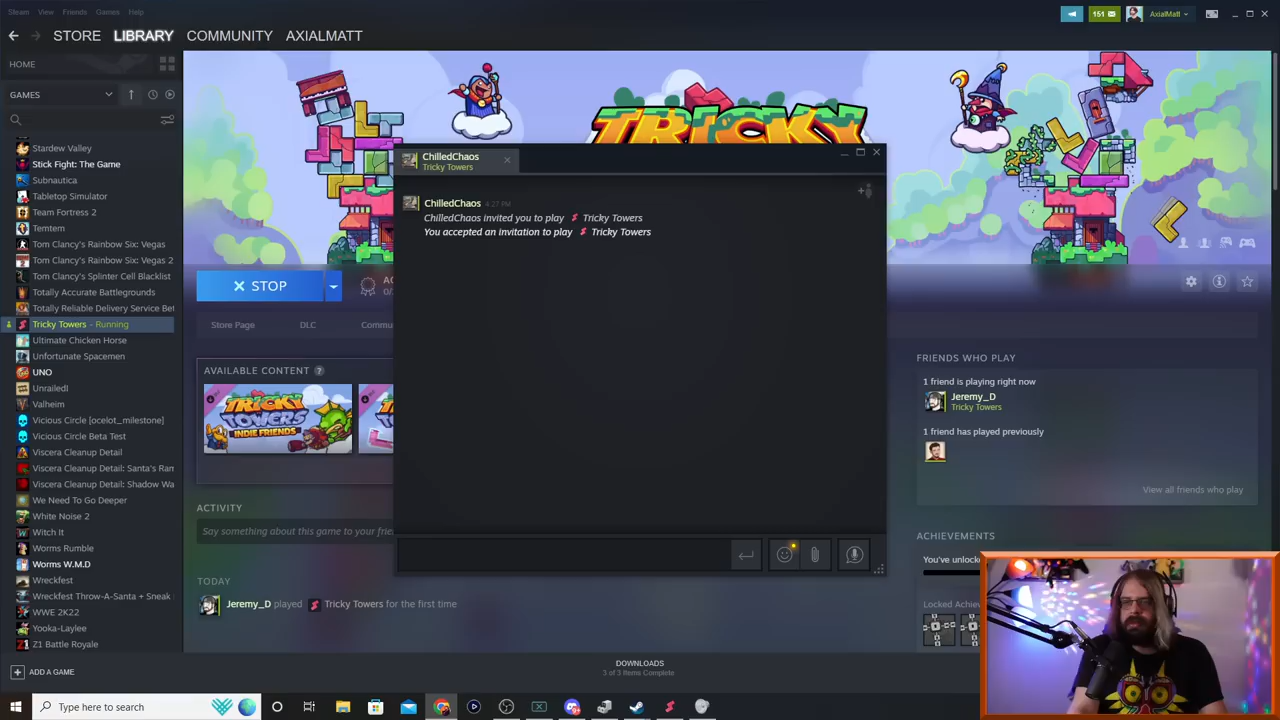 Steam View Friends Games Help
151 AxialMatt
STORE LIBRARY COMMUNITY AXIALMATT
HOME
GAMES
Stardew Valley
Stick Fight: The Game
Subnautica
Tabletop Simulator
Team Fortress 2
Temtem
Tom Clancy's Rainbow Six: Vegas
Tom Clancy's Rainbow Six: Vegas 2
Tom Clancy's Splinter Cell Blacklist
Totally Accurate Battlegrounds
Totally Reliable Delivery Service Bet
Tricky Towers - Running
Ultimate Chicken Horse
Unfortunate Spacemen
UNO
Unrailed!
Valheim
Vicious Circle [ocelot_milestone]
Vicious Circle Beta Test
Viscera Cleanup Detail
Viscera Cleanup Detail: Santa's Ram
Viscera Cleanup Detail: Shadow Wa
We Need To Go Deeper
White Noise 2
Witch It
Worms Rumble
Worms W.M.D
Wreckfest
Wreckfest Throw-A-Santa + Sneak
WWE 2K22
Yooka-Laylee
Z1 Battle Royale
ADD A GAME
TRICKY
STOP
AC
0/
Store Page DLC Commu
AVAILABLE CONTENT ?
TRICKY
TOWERS
INDIE FRIENDS
ACTIVITY
Say something about this game to your frie
TODAY
Jeremy_D played Tricky Towers for the first time
ChilledChaos
Tricky Towers
ChilledChaos 4:27 PM
ChilledChaos invited you to play Tricky Towers
You accepted an invitation to play Tricky Towers
FRIENDS WHO PLAY
1 friend is playing right now
Jeremy_D
Tricky Towers
1 friend has played previously
View all friends who play
ACHIEVEMENTS
You've unlock
Locked Achie
DOWNLOADS
3 of 3 Items Complete
Type here to search